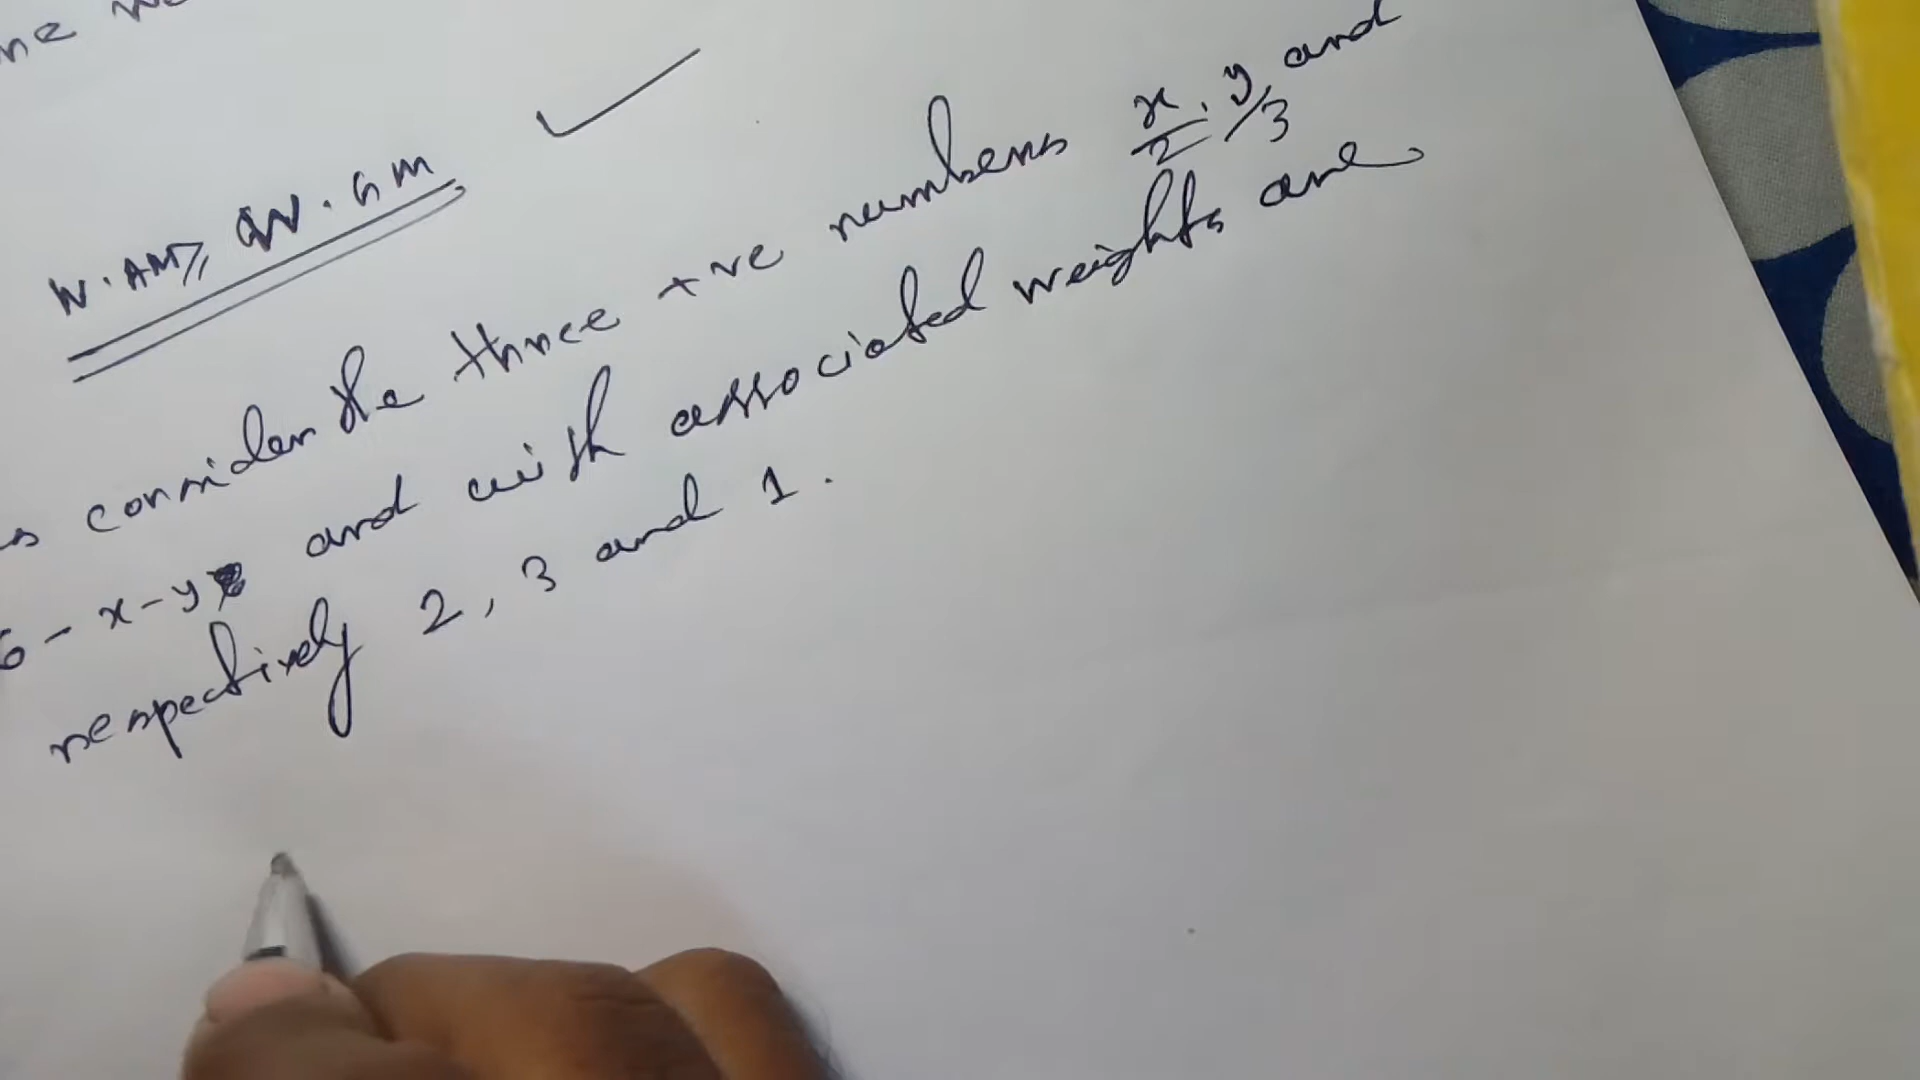 W.AM ≥ W.GM
consider the three +ve numbers x/2, y/3 and
6 - x - y and with associated weights are
respectively 2, 3 and 1.